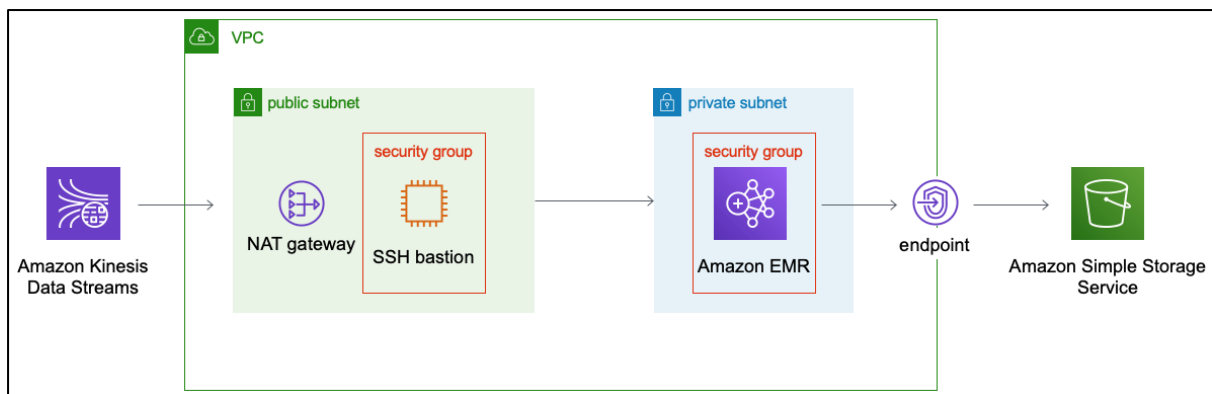 VPC
public subnet
private subnet
security group
security group
NAT gateway
SSH bastion
Amazon EMR
endpoint
Amazon Kinesis
Data Streams
Amazon Simple Storage
Service